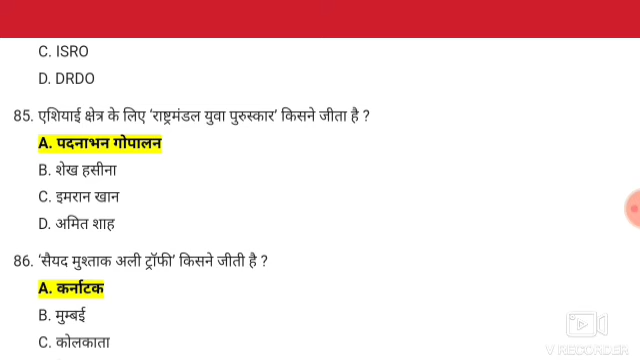 C. ISRO
D. DRDO
85. एशियाई क्षेत्र के लिए ‘राष्ट्रमंडल युवा पुरुस्कार’ किसने जीता है ?
A. पदनाभन गोपालन
B. शेख हसीना
C. इमरान खान
D. अमित शाह
86. ‘सैयद मुश्ताक अली ट्रॉफी’ किसने जीती है ?
A. कर्नाटक
B. मुम्बई
C. कोलकाता
V RECORDER